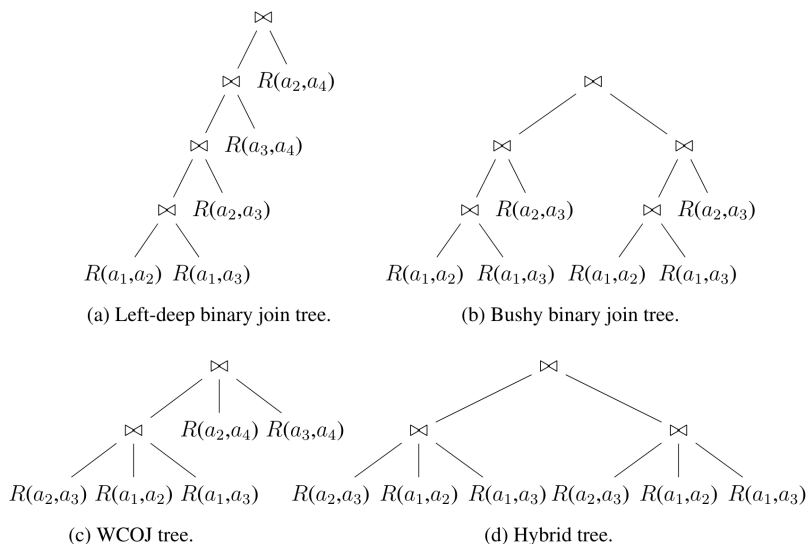 ⋈
⋈ R(a₂,a₄) ⋈
⋈ R(a₃,a₄) ⋈ ⋈
⋈ R(a₂,a₃) ⋈ R(a₂,a₃) ⋈ R(a₂,a₃)
R(a₁,a₂) R(a₁,a₃) R(a₁,a₂) R(a₁,a₃) R(a₁,a₂) R(a₁,a₃)
(a) Left-deep binary join tree. (b) Bushy binary join tree.
⋈ ⋈
⋈ R(a₂,a₄) R(a₃,a₄) ⋈ ⋈
R(a₂,a₃) R(a₁,a₂) R(a₁,a₃) R(a₂,a₃) R(a₁,a₂) R(a₁,a₃) R(a₂,a₃) R(a₁,a₂) R(a₁,a₃)
(c) WCOJ tree. (d) Hybrid tree.